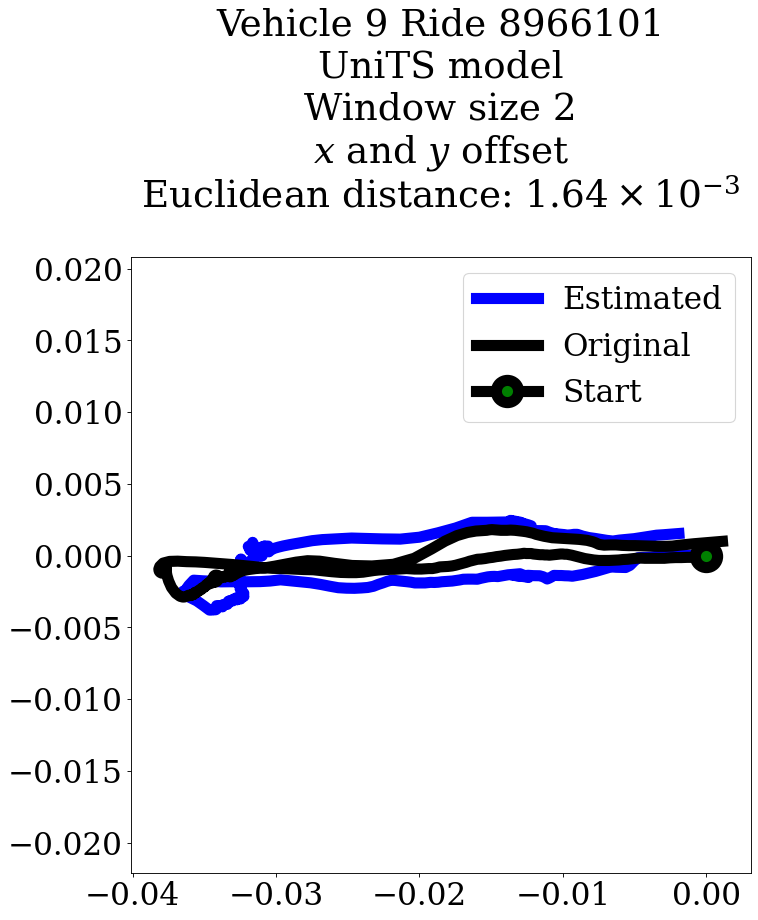 Vehicle 9 Ride 8966101
UniTS model
Window size 2
x and y offset
Euclidean distance: 1.64 × 10⁻³
Estimated
Original
Start
0.020
0.015
0.010
0.005
0.000
−0.005
−0.010
−0.015
−0.020
−0.04 −0.03 −0.02 −0.01 0.00